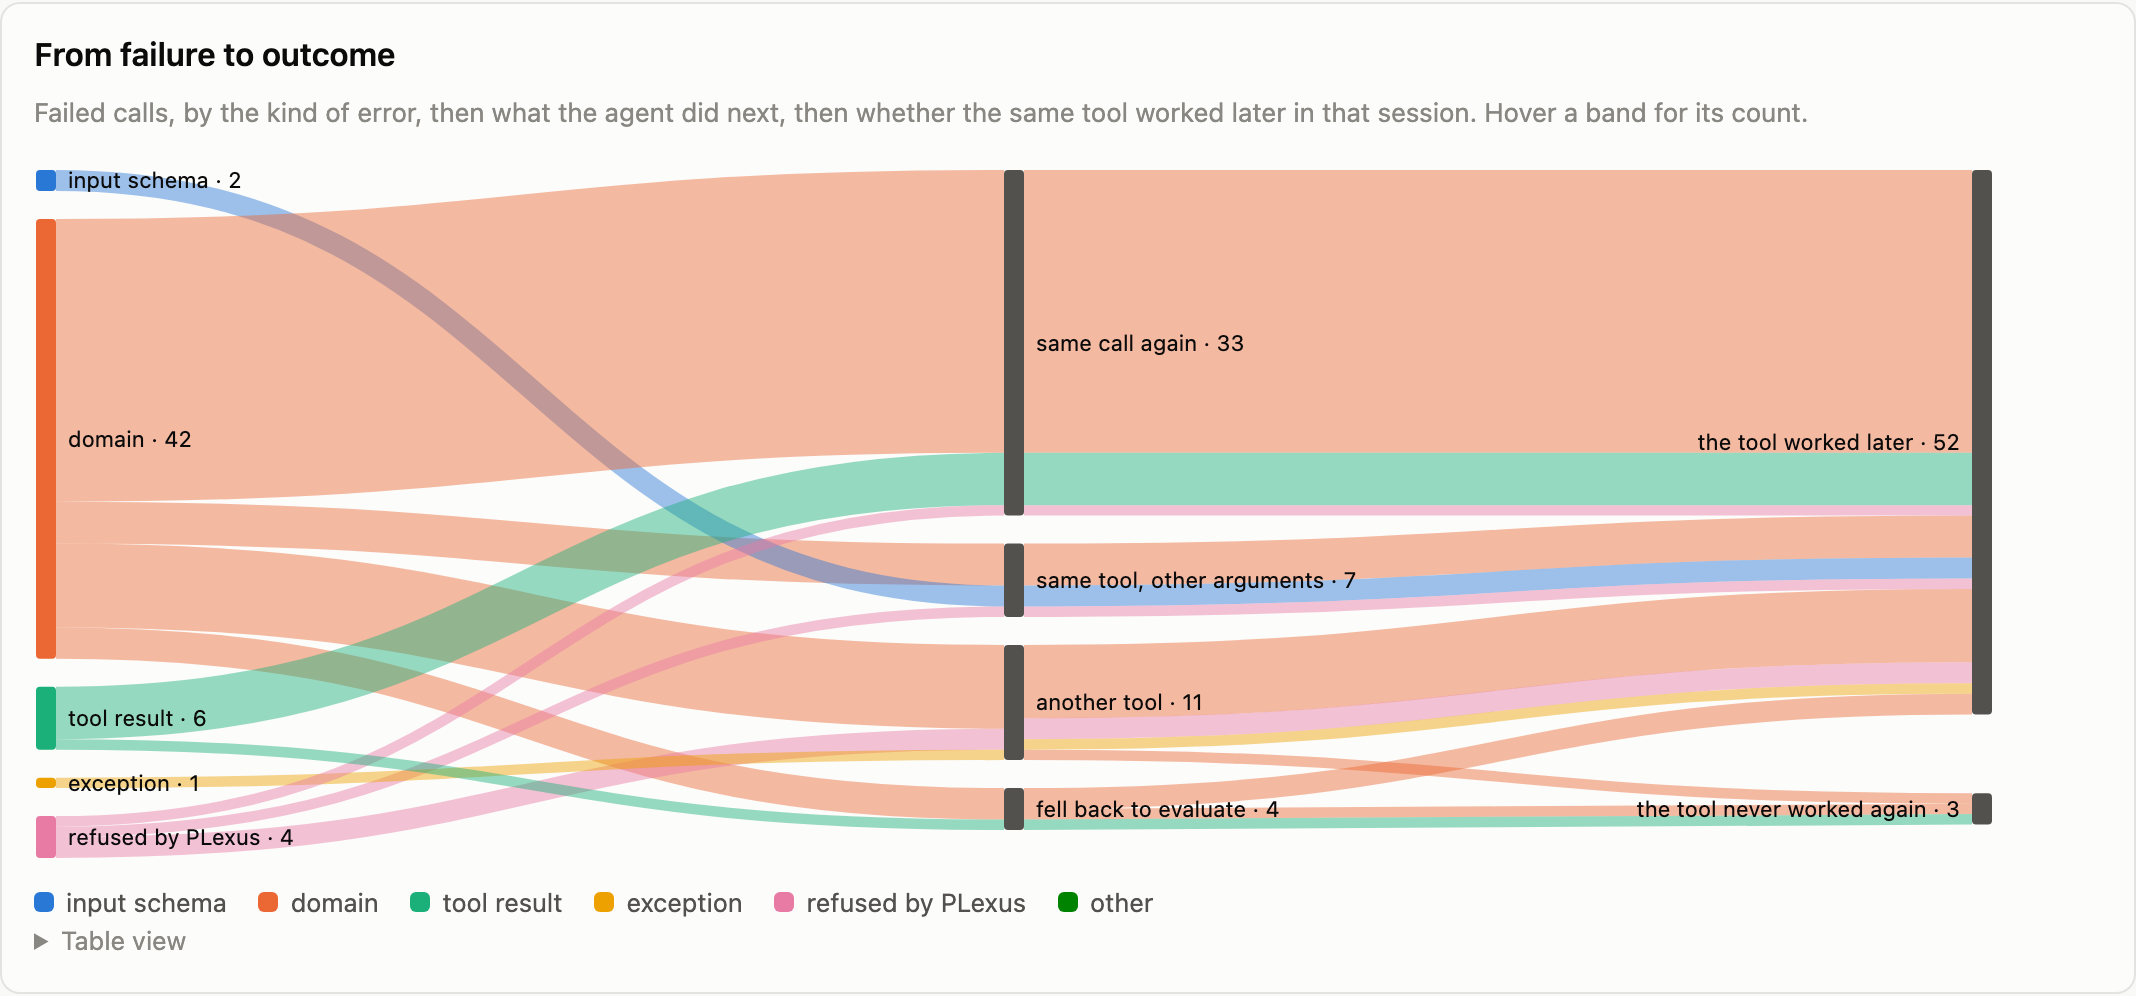 From failure to outcome
Failed calls, by the kind of error, then what the agent did next, then whether the same tool worked later in that session. Hover a band for its count.
input schema · 2
domain · 42
tool result · 6
exception · 1
refused by PLexus · 4
same call again · 33
same tool, other arguments · 7
another tool · 11
fell back to evaluate · 4
the tool worked later · 52
the tool never worked again · 3
input schema domain tool result exception refused by PLexus other
Table view